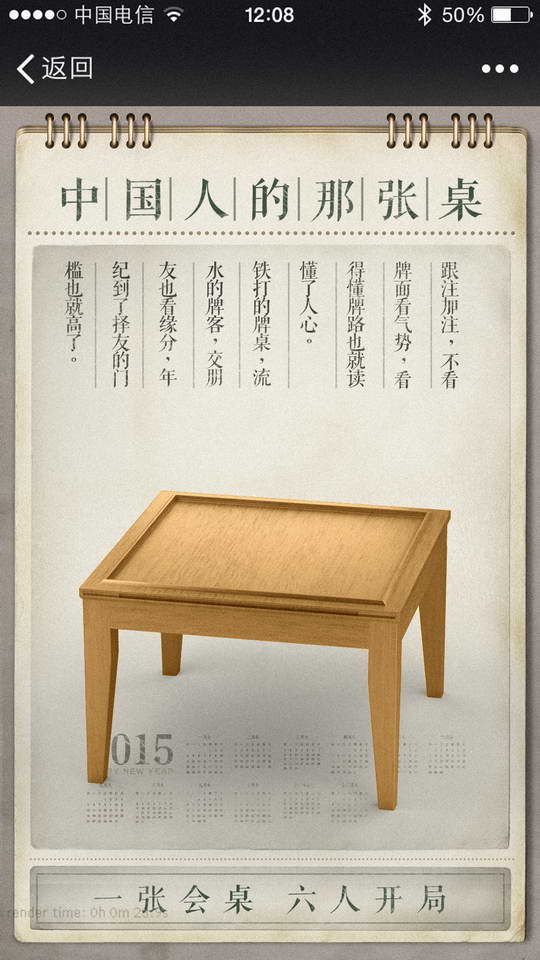 中国电信
12:08
50%
返回
中国人的那张桌
跟注加注，不看
牌面看气势，看
得懂牌路也就读
懂了人心。
铁打的牌桌，流
水的牌客，交朋
友也看缘分，年
纪到了择友的门
槛也就高了。
015
Y NEW YEAR
一张会桌 六人开局
render time: 0h 0m